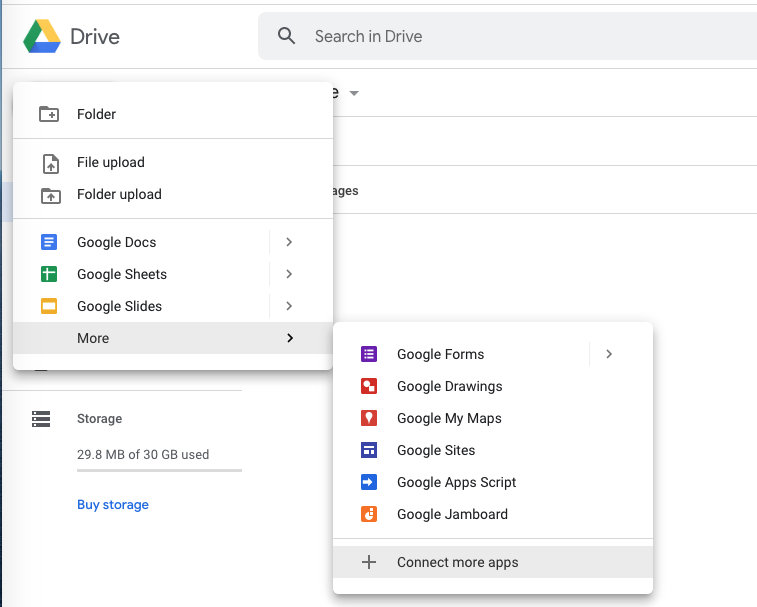 Drive
Search in Drive
Folder
File upload
Folder upload
Google Docs
Google Sheets
Google Slides
More
Google Forms
Google Drawings
Google My Maps
Google Sites
Google Apps Script
Google Jamboard
Connect more apps
Storage
29.8 MB of 30 GB used
Buy storage